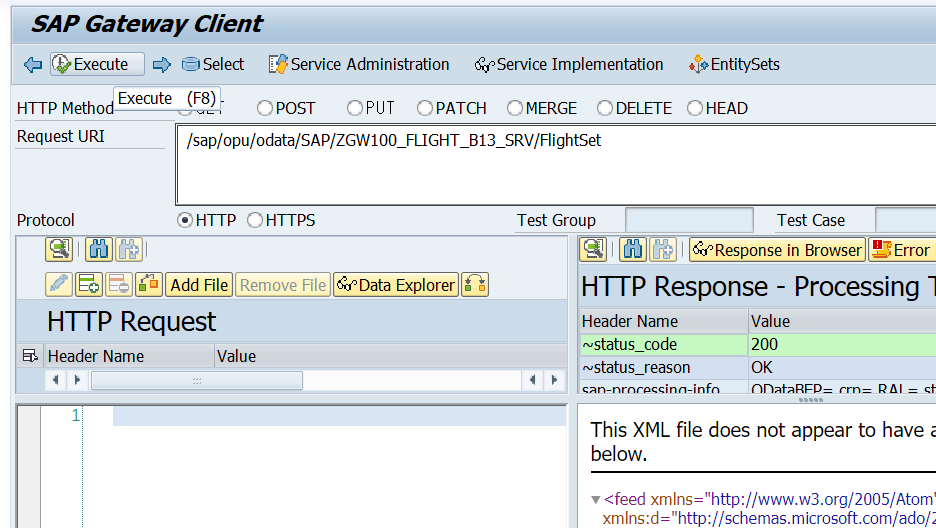 SAP Gateway Client
Execute Select Service Administration Service Implementation EntitySets
Execute (F8)
HTTP Method POST PUT PATCH MERGE DELETE HEAD
Request URI
/sap/opu/odata/SAP/ZGW100_FLIGHT_B13_SRV/FlightSet
Protocol HTTP HTTPS Test Group Test Case
Response in Browser Error
Add File Remove File Data Explorer
HTTP Response - Processing T
HTTP Request
Header Name Value
~status_code 200
Header Name Value
~status_reason OK
sap-processing-info ODataBEP= crp= RAL= st
1
This XML file does not appear to have a
below.
<feed xmlns="http://www.w3.org/2005/Atom"
xmlns:d="http://schemas.microsoft.com/ado/2